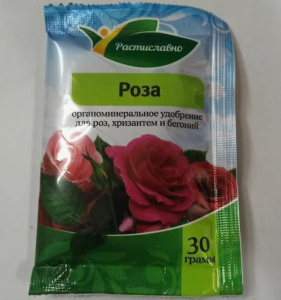 Растиславно
Роза
органоминеральное удобрение
для роз, хризантем и бегоний
30
грамм